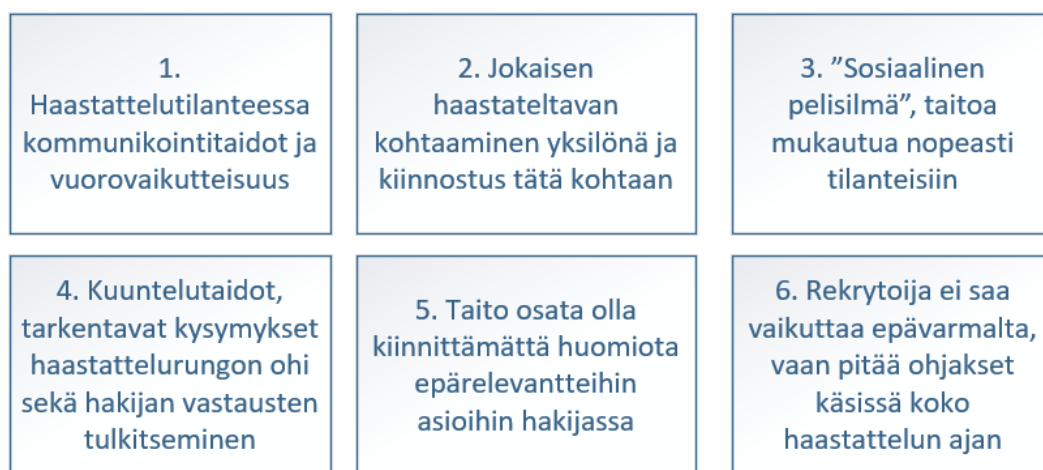 1.
Haastattelutilanteessa
kommunikointitaidot ja
vuorovaikutteisuus
2. Jokaisen
haastateltavan
kohtaaminen yksilönä ja
kiinnostus tätä kohtaan
3. ”Sosiaalinen
pelisilmä”, taitoa
mukautua nopeasti
tilanteisiin
4. Kuuntelutaidot,
tarkentavat kysymykset
haastattelurungon ohi
sekä hakijan vastausten
tulkitseminen
5. Taito osata olla
kiinnittämättä huomiota
epärelevantteihin
asioihin hakijassa
6. Rekrytoija ei saa
vaikuttaa epävarmalta,
vaan pitää ohjakset
käsissä koko
haastattelun ajan